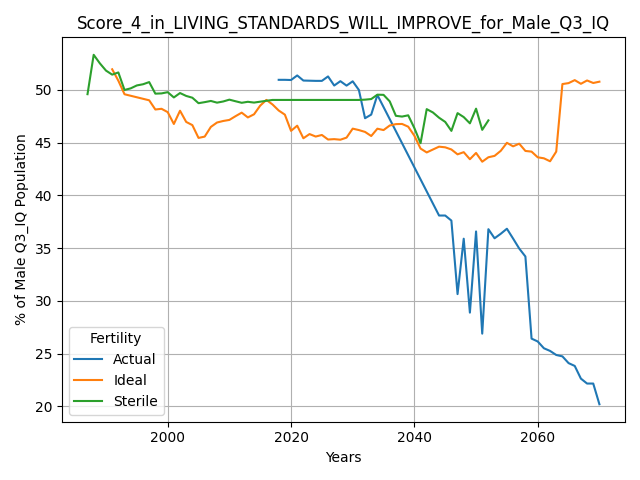 Score_4_in_LIVING_STANDARDS_WILL_IMPROVE_for_Male_Q3_IQ
% of Male Q3_IQ Population
50
45
40
35
30
25
20
Fertility
Actual
Ideal
Sterile
2000
2020
2040
2060
Years